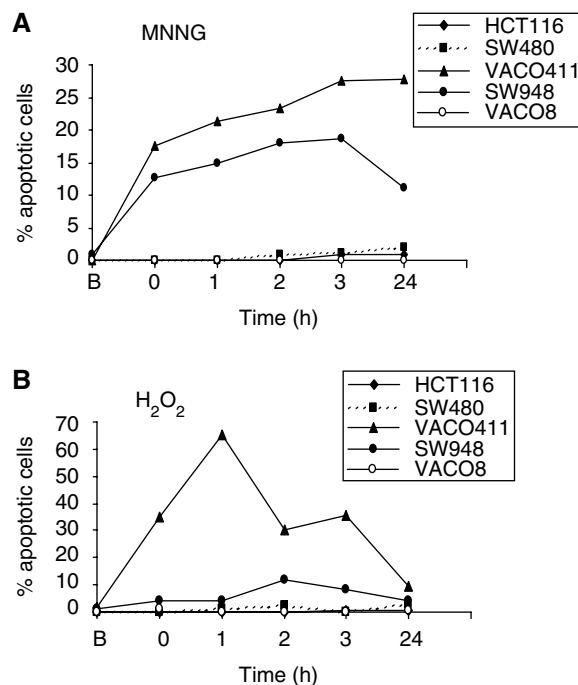 A
MNNG
HCT116
SW480
VACO411
SW948
VACO8
% apoptotic cells
30
25
20
15
10
5
0
B 0 1 2 3 24
Time (h)
B
H₂O₂
HCT116
SW480
VACO411
SW948
VACO8
% apoptotic cells
70
60
50
40
30
20
10
0
B 0 1 2 3 24
Time (h)